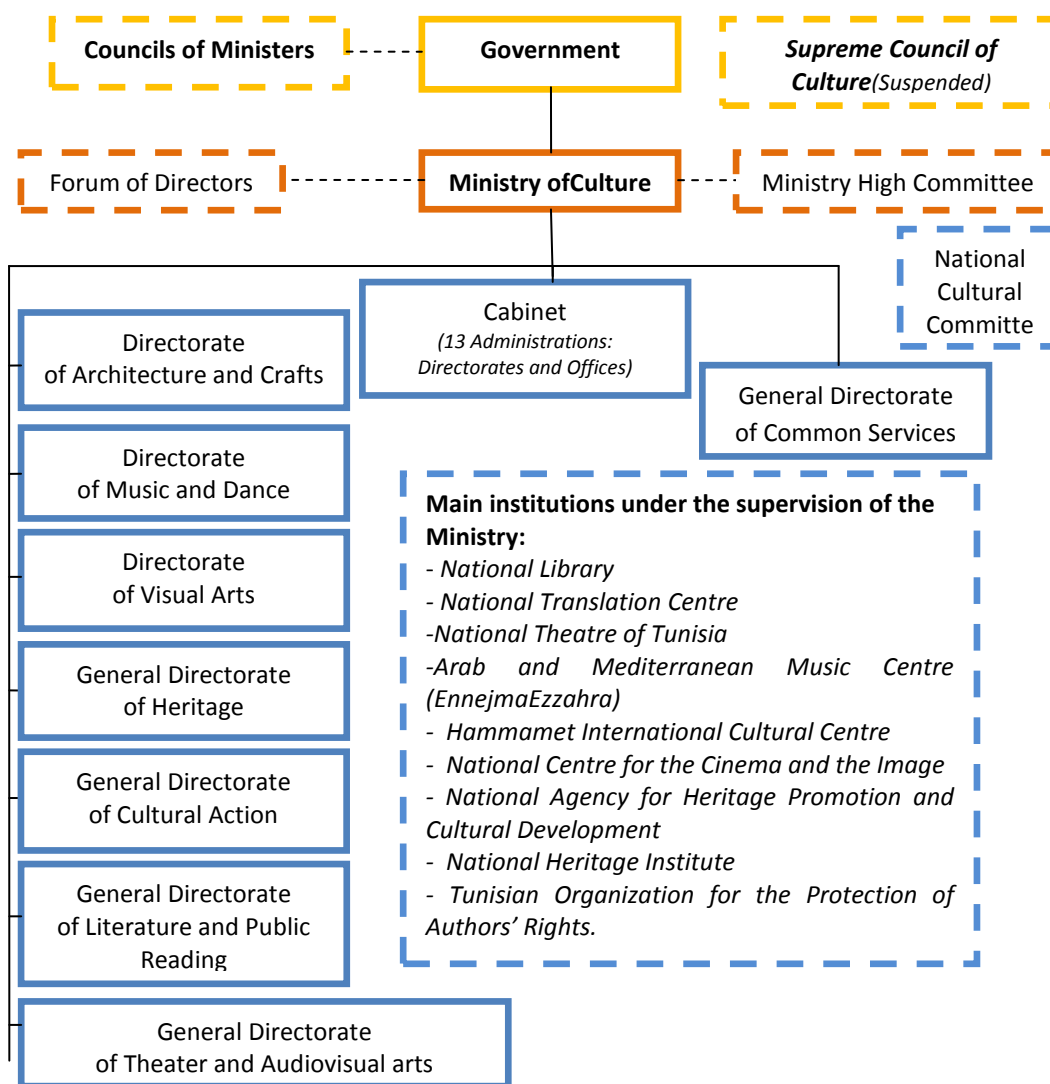 Councils of Ministers
Government
Supreme Council of
Culture(Suspended)
Forum of Directors
Ministry ofCulture
Ministry High Committee
National
Cultural
Committe
Cabinet
(13 Administrations:
Directorates and Offices)
General Directorate
of Common Services
Directorate
of Architecture and Crafts
Directorate
of Music and Dance
Directorate
of Visual Arts
General Directorate
of Heritage
General Directorate
of Cultural Action
General Directorate
of Literature and Public
Reading
General Directorate
of Theater and Audiovisual arts
Main institutions under the supervision of the
Ministry:
- National Library
- National Translation Centre
-National Theatre of Tunisia
-Arab and Mediterranean Music Centre
(EnnejmaEzzahra)
- Hammamet International Cultural Centre
- National Centre for the Cinema and the Image
- National Agency for Heritage Promotion and
Cultural Development
- National Heritage Institute
- Tunisian Organization for the Protection of
Authors’ Rights.